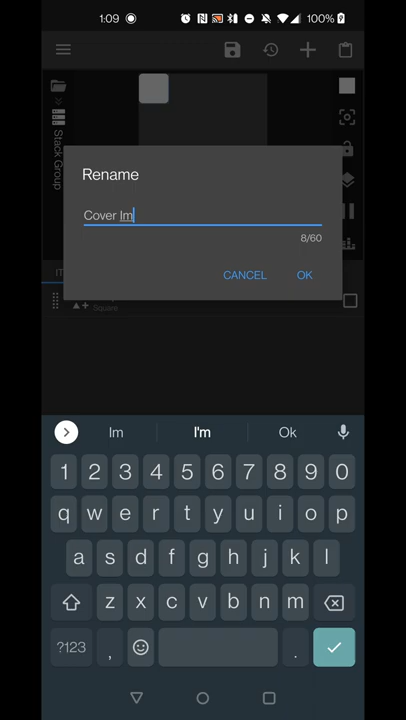 1:09
100%
Stack Group
Rename
Cover Im
8/60
CANCEL
OK
IT
Square
Im
I'm
Ok
1 2 3 4 5 6 7 8 9 0
q w e r t y u i o p
a s d f g h j k l
z x c v b n m
?123 , .